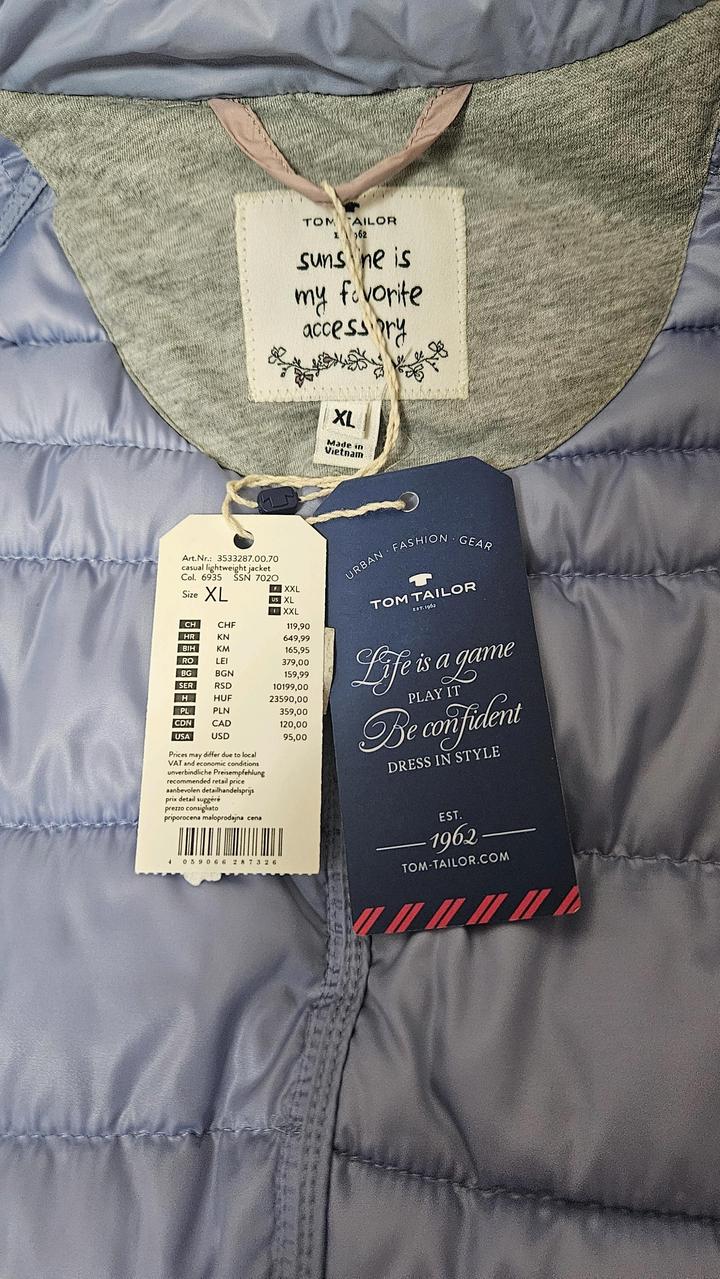 TOM TAILOR
sunshine is
my favorite
accessory
XL
Made in
Vietnam
Art.Nr.: 3533287.00.70
casual lightweight jacket
Col. 6935 SSN 7020
Size XL
F XXL
US XL
I XXL
CH CHF 119,90
HR KN 649,99
BIH KM 165,95
RO LEI 379,00
BG BGN 159,99
SER RSD 10199,00
H HUF 23590,00
PL PLN 359,00
CDN CAD 120,00
USA USD 95,00
Prices may differ due to local
VAT and economic conditions
unverbindliche Preisempfehlung
recommended retail price
aanbevolen detailhandelsprijs
prix detail suggéré
prezzo consigliato
priporocena maloprodajna cena
4 059066 287326
URBAN · FASHION · GEAR
TOM TAILOR
EST. 1962
Life is a game
PLAY IT
Be confident
DRESS IN STYLE
EST.
1962
TOM-TAILOR.COM